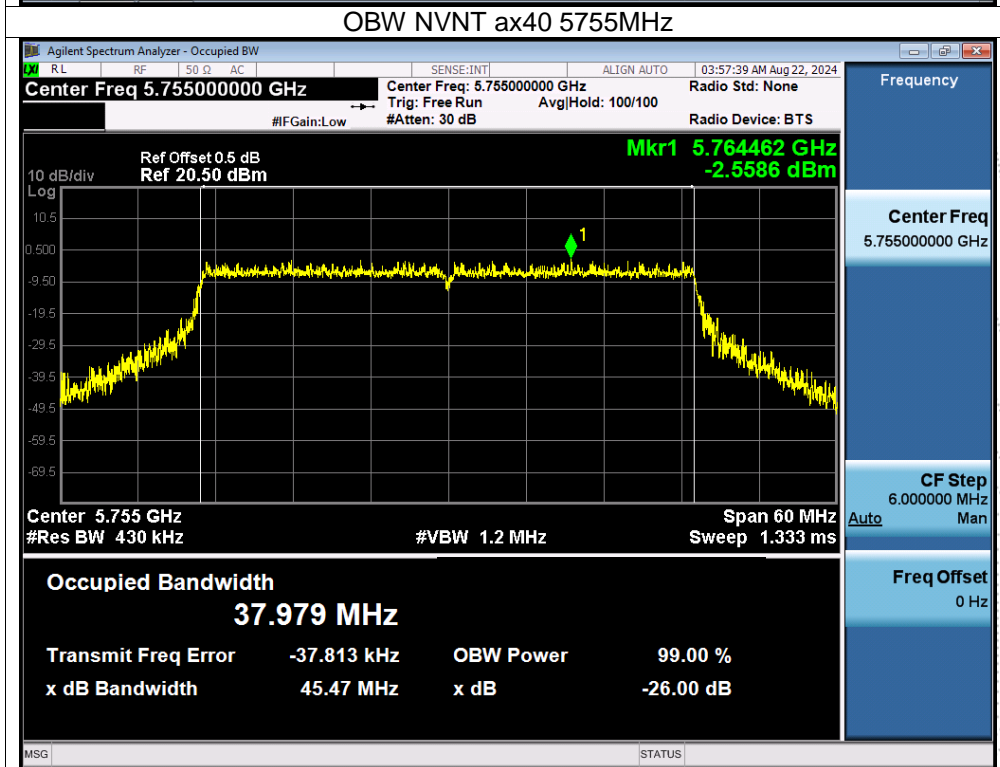 OBW NVNT ax40 5755MHz
Agilent Spectrum Analyzer - Occupied BW
LXI RL RF 50 Ω AC SENSE:INT ALIGN AUTO 03:57:39 AM Aug 22, 2024
Center Freq 5.755000000 GHz
Center Freq: 5.755000000 GHz Radio Std: None
Trig: Free Run Avg|Hold: 100/100
#IFGain:Low #Atten: 30 dB Radio Device: BTS
Frequency
Mkr1 5.764462 GHz
-2.5586 dBm
Ref Offset 0.5 dB
10 dB/div Ref 20.50 dBm
Log
10.5
0.500
-9.50
-19.5
-29.5
-39.5
-49.5
-59.5
-69.5
1
Center Freq
5.755000000 GHz
CF Step
6.000000 MHz
Auto Man
Freq Offset
0 Hz
Center 5.755 GHz Span 60 MHz
#Res BW 430 kHz #VBW 1.2 MHz Sweep 1.333 ms
Occupied Bandwidth
37.979 MHz
Transmit Freq Error -37.813 kHz OBW Power 99.00 %
x dB Bandwidth 45.47 MHz x dB -26.00 dB
MSG STATUS